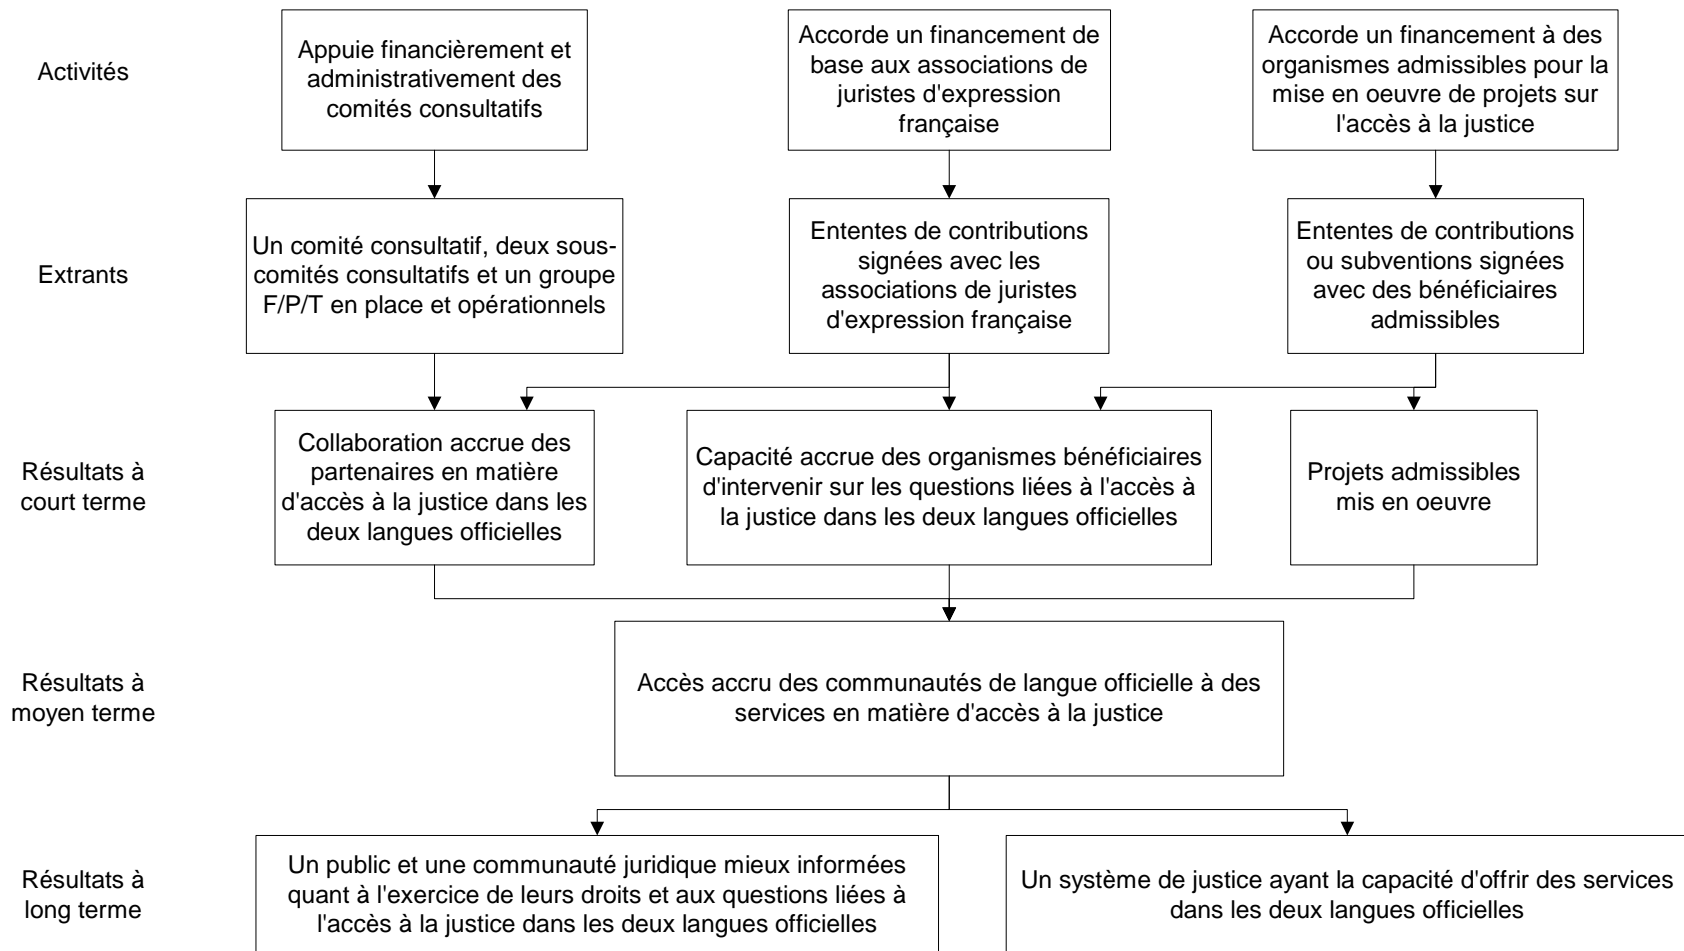 Activités
Appuie financièrement et
administrativement des
comités consultatifs
Accorde un financement de
base aux associations de
juristes d'expression
française
Accorde un financement à des
organismes admissibles pour la
mise en oeuvre de projets sur
l'accès à la justice
Extrants
Un comité consultatif, deux sous-
comités consultatifs et un groupe
F/P/T en place et opérationnels
Ententes de contributions
signées avec les
associations de juristes
d'expression française
Ententes de contributions
ou subventions signées
avec des bénéficiaires
admissibles
Résultats à
court terme
Collaboration accrue des
partenaires en matière
d'accès à la justice dans les
deux langues officielles
Capacité accrue des organismes bénéficiaires
d'intervenir sur les questions liées à l'accès à
la justice dans les deux langues officielles
Projets admissibles
mis en oeuvre
Résultats à
moyen terme
Accès accru des communautés de langue officielle à des
services en matière d'accès à la justice
Résultats à
long terme
Un public et une communauté juridique mieux informées
quant à l'exercice de leurs droits et aux questions liées à
l'accès à la justice dans les deux langues officielles
Un système de justice ayant la capacité d'offrir des services
dans les deux langues officielles